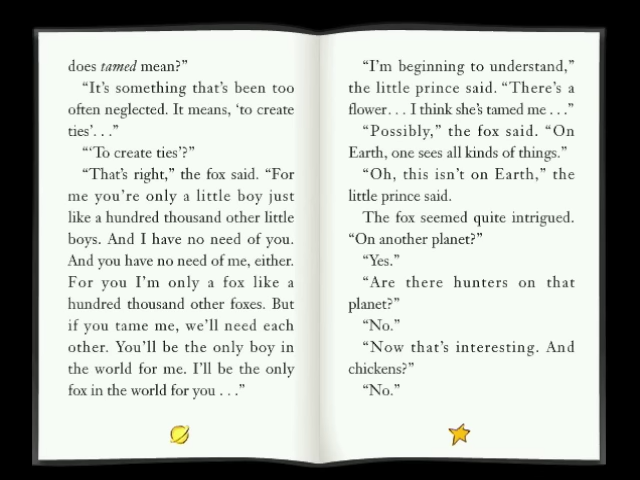 does tamed mean?”
“It’s something that’s been too
often neglected. It means, ‘to create
ties’. . .”
“‘To create ties’?”
“That’s right,” the fox said. “For
me you’re only a little boy just
like a hundred thousand other little
boys. And I have no need of you.
And you have no need of me, either.
For you I’m only a fox like a
hundred thousand other foxes. But
if you tame me, we’ll need each
other. You’ll be the only boy in
the world for me. I’ll be the only
fox in the world for you . . .”
“I’m beginning to understand,”
the little prince said. “There’s a
flower. . . I think she’s tamed me . . .”
“Possibly,” the fox said. “On
Earth, one sees all kinds of things.”
“Oh, this isn’t on Earth,” the
little prince said.
The fox seemed quite intrigued.
“On another planet?”
“Yes.”
“Are there hunters on that
planet?”
“No.”
“Now that’s interesting. And
chickens?”
“No.”